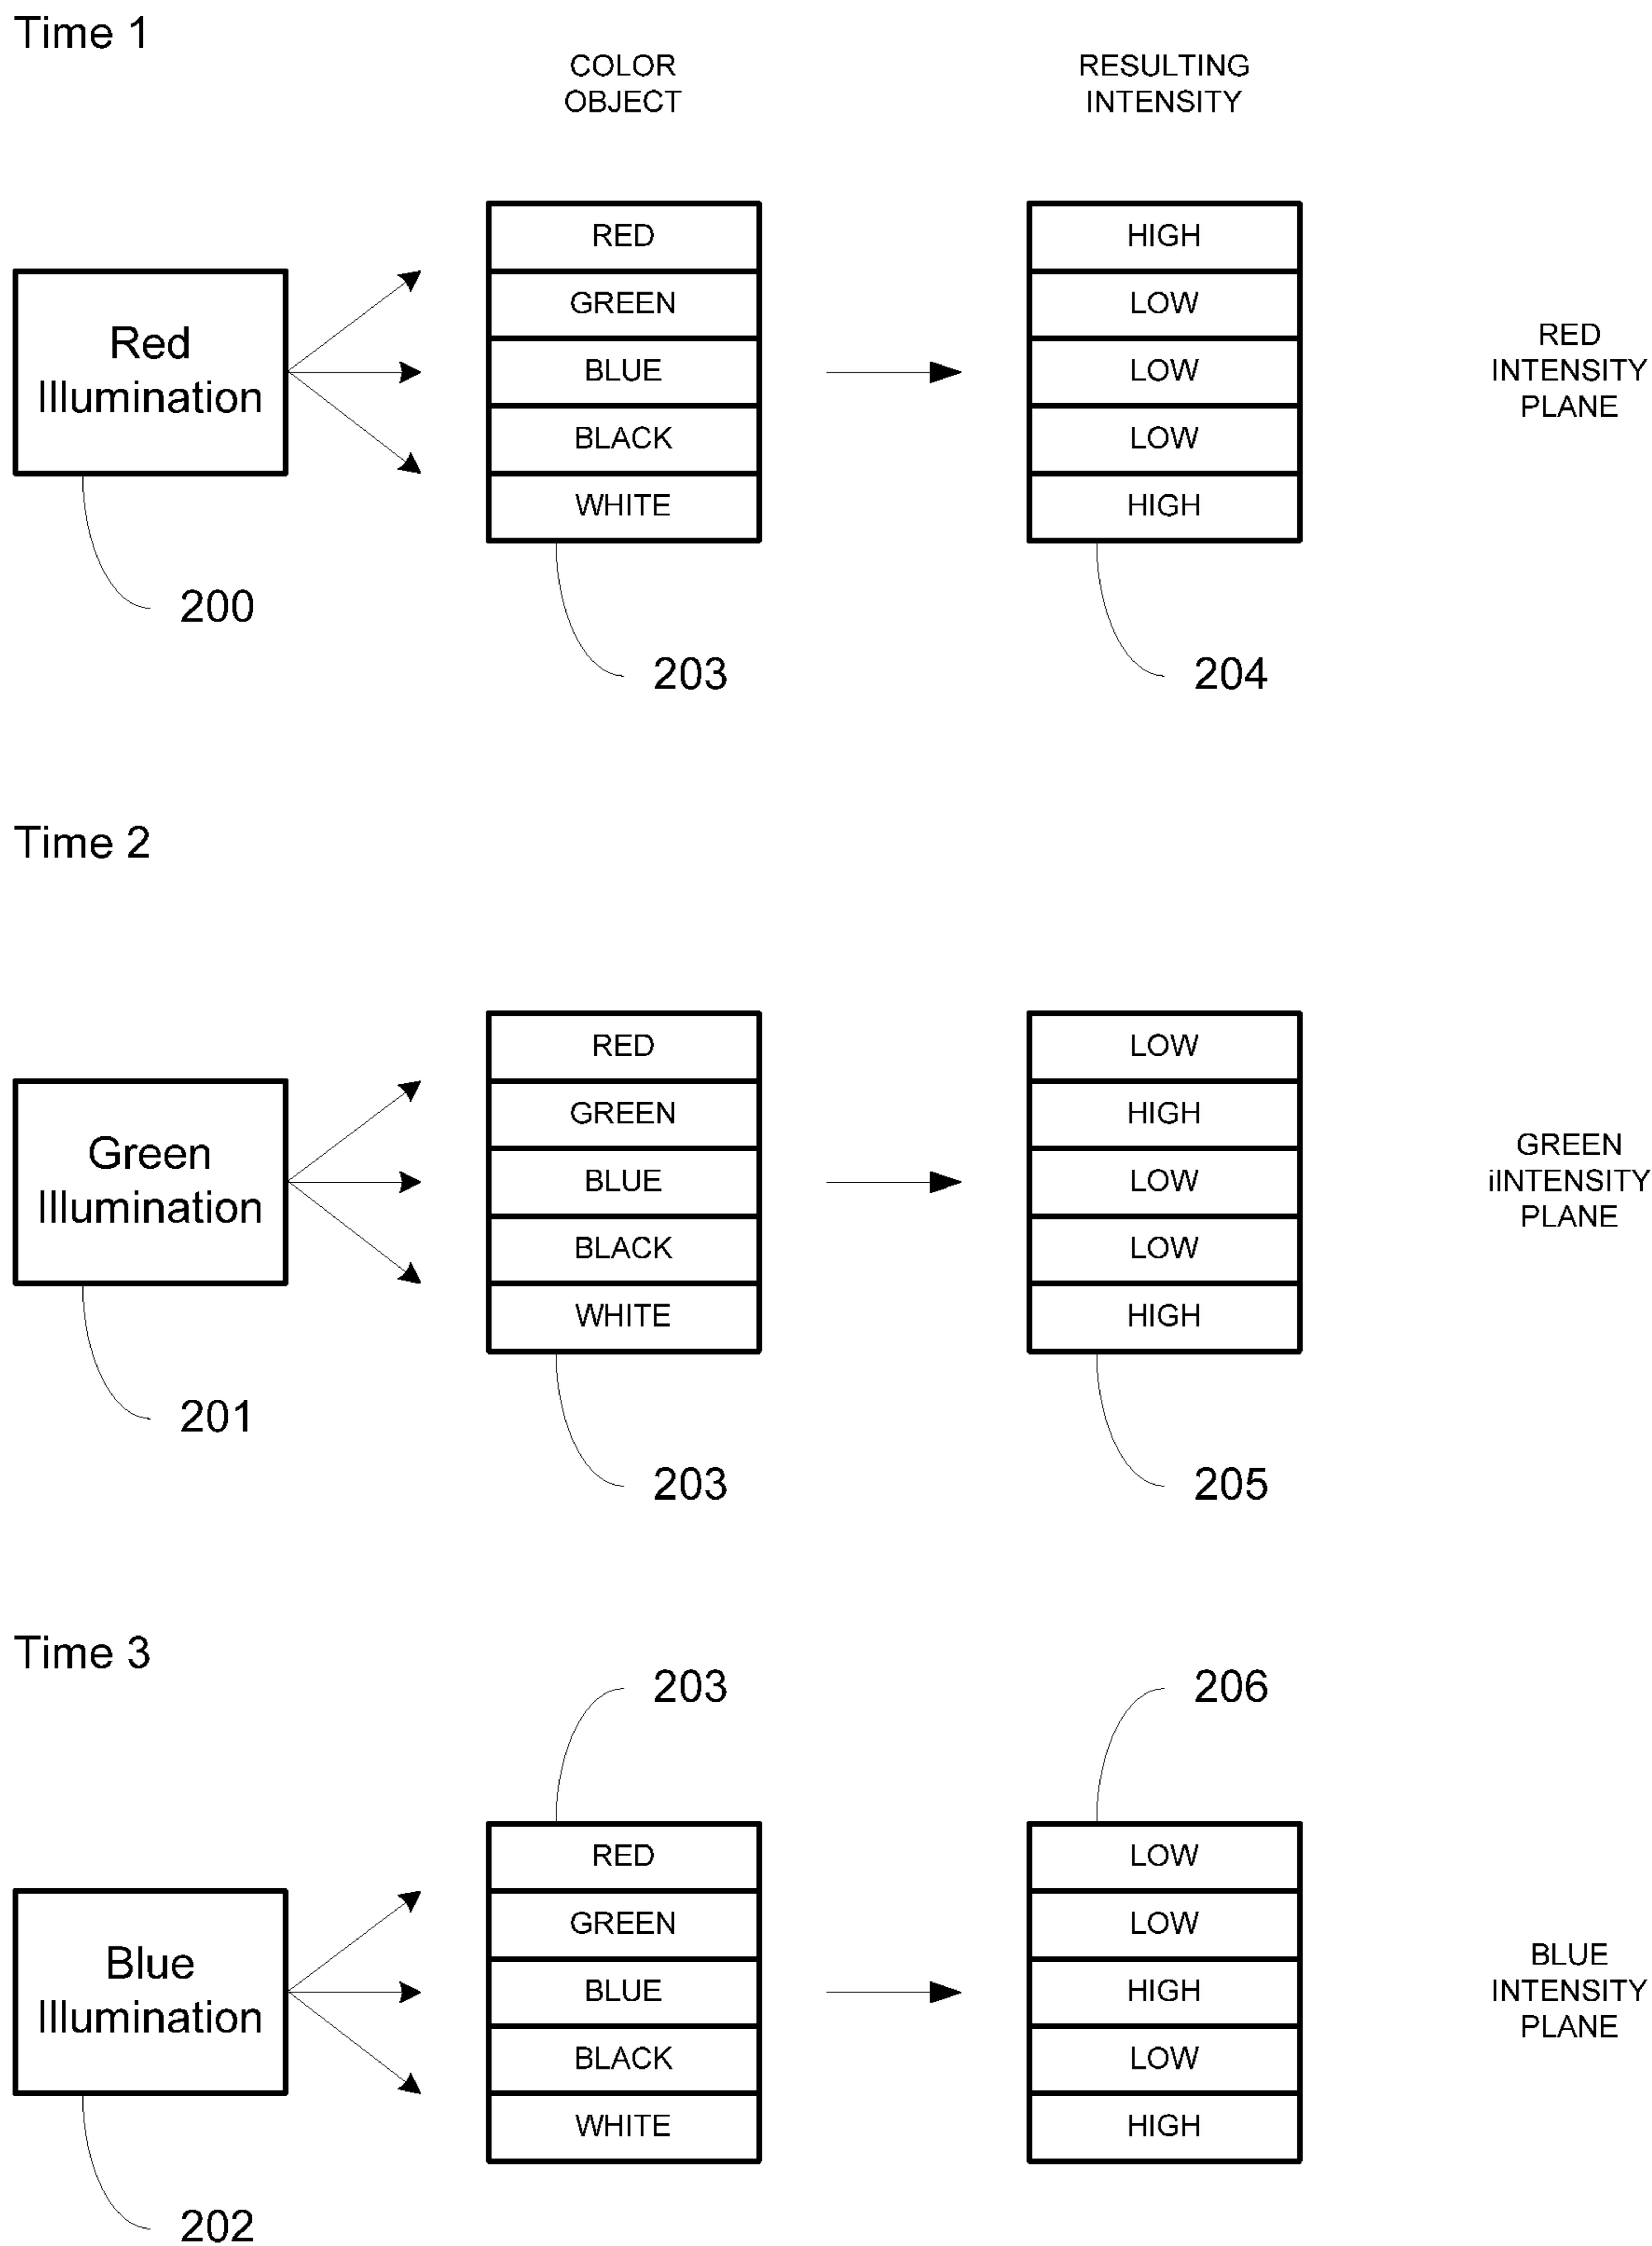 Time 1
COLOR
OBJECT
RESULTING
INTENSITY
Red
Illumination
200
RED
GREEN
BLUE
BLACK
WHITE
203
HIGH
LOW
LOW
LOW
HIGH
204
RED
INTENSITY
PLANE
Time 2
Green
Illumination
201
RED
GREEN
BLUE
BLACK
WHITE
203
LOW
HIGH
LOW
LOW
HIGH
205
GREEN
iINTENSITY
PLANE
Time 3
Blue
Illumination
202
203
RED
GREEN
BLUE
BLACK
WHITE
206
LOW
LOW
HIGH
LOW
HIGH
BLUE
INTENSITY
PLANE